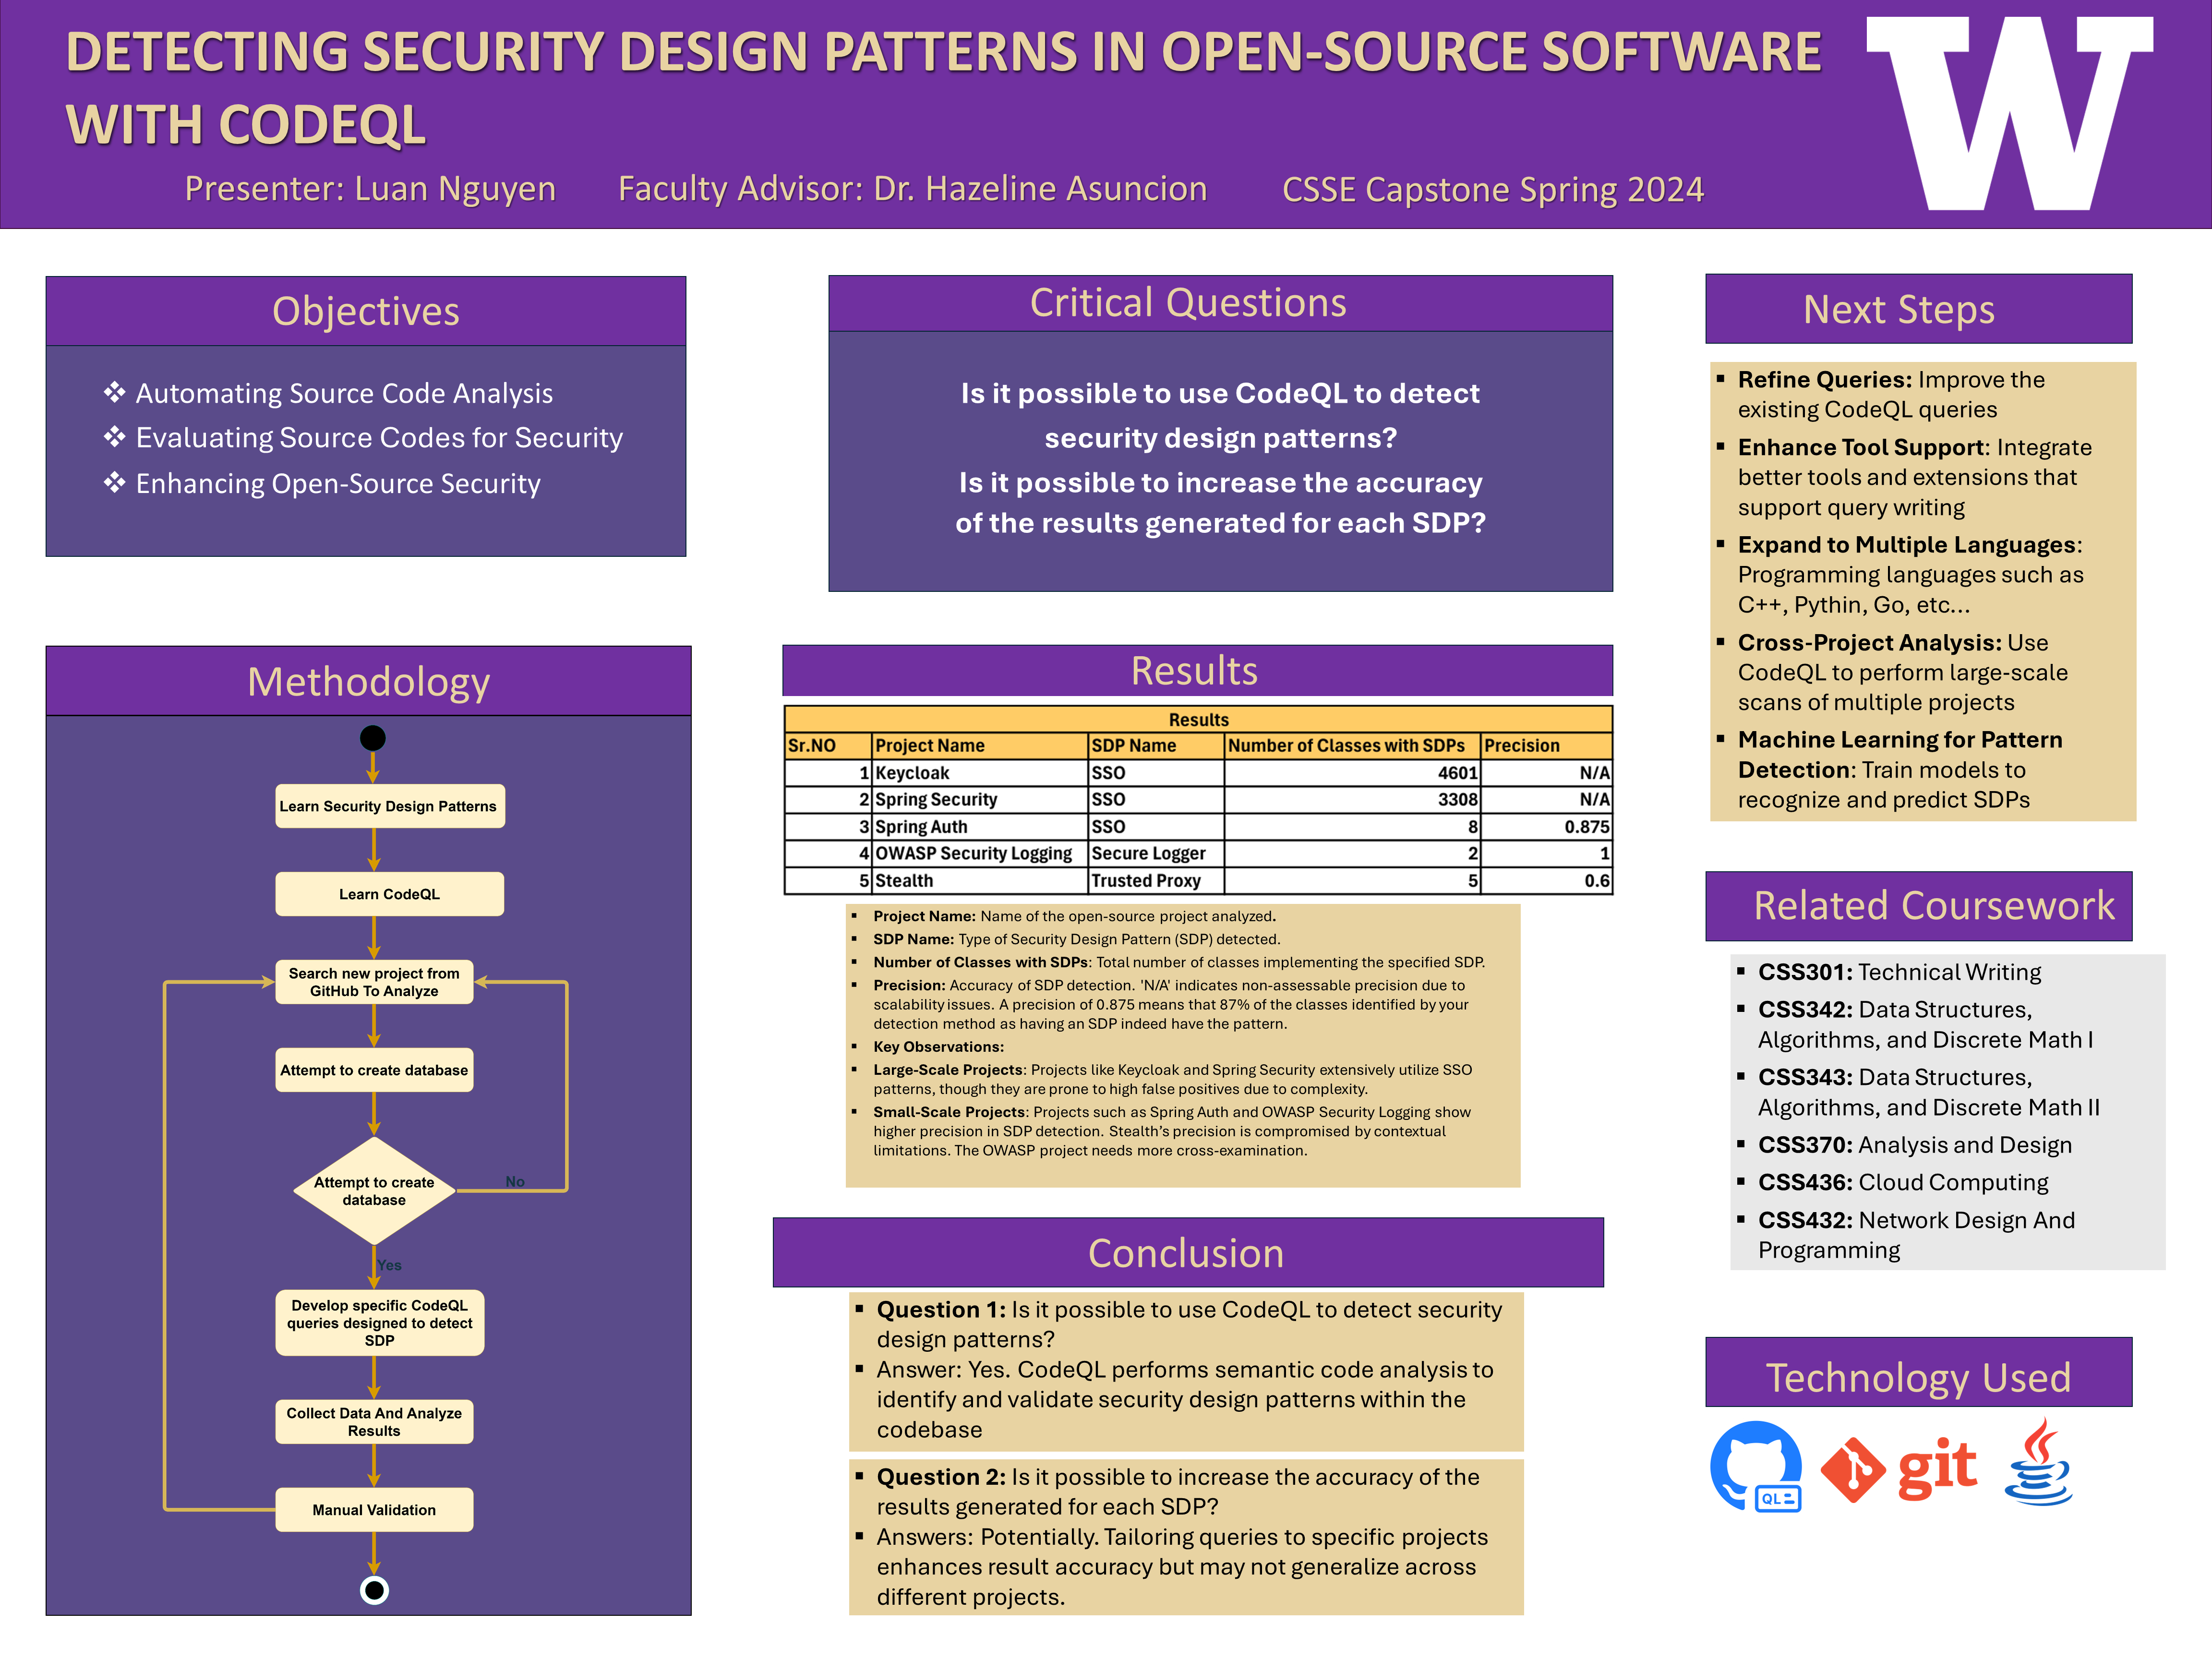 DETECTING SECURITY DESIGN PATTERNS IN OPEN-SOURCE SOFTWARE
WITH CODEQL
Presenter: Luan Nguyen Faculty Advisor: Dr. Hazeline Asuncion CSSE Capstone Spring 2024
W
Objectives
❖ Automating Source Code Analysis
❖ Evaluating Source Codes for Security
❖ Enhancing Open-Source Security
Methodology
Learn Security Design Patterns
Learn CodeQL
Search new project from
GitHub To Analyze
Attempt to create database
Attempt to create
database
No
Yes
Develop specific CodeQL
queries designed to detect
SDP
Collect Data And Analyze
Results
Manual Validation
Critical Questions
Is it possible to use CodeQL to detect
security design patterns?
Is it possible to increase the accuracy
of the results generated for each SDP?
Results
Results
Sr.NO Project Name SDP Name Number of Classes with SDPs Precision
1 Keycloak SSO 4601 N/A
2 Spring Security SSO 3308 N/A
3 Spring Auth SSO 8 0.875
4 OWASP Security Logging Secure Logger 2 1
5 Stealth Trusted Proxy 5 0.6
▪ Project Name: Name of the open-source project analyzed.
▪ SDP Name: Type of Security Design Pattern (SDP) detected.
▪ Number of Classes with SDPs: Total number of classes implementing the specified SDP.
▪ Precision: Accuracy of SDP detection. 'N/A' indicates non-assessable precision due to
scalability issues. A precision of 0.875 means that 87% of the classes identified by your
detection method as having an SDP indeed have the pattern.
▪ Key Observations:
▪ Large-Scale Projects: Projects like Keycloak and Spring Security extensively utilize SSO
patterns, though they are prone to high false positives due to complexity.
▪ Small-Scale Projects: Projects such as Spring Auth and OWASP Security Logging show
higher precision in SDP detection. Stealth’s precision is compromised by contextual
limitations. The OWASP project needs more cross-examination.
Conclusion
▪ Question 1: Is it possible to use CodeQL to detect security
design patterns?
▪ Answer: Yes. CodeQL performs semantic code analysis to
identify and validate security design patterns within the
codebase
▪ Question 2: Is it possible to increase the accuracy of the
results generated for each SDP?
▪ Answers: Potentially. Tailoring queries to specific projects
enhances result accuracy but may not generalize across
different projects.
Next Steps
▪ Refine Queries: Improve the
existing CodeQL queries
▪ Enhance Tool Support: Integrate
better tools and extensions that
support query writing
▪ Expand to Multiple Languages:
Programming languages such as
C++, Pythin, Go, etc...
▪ Cross-Project Analysis: Use
CodeQL to perform large-scale
scans of multiple projects
▪ Machine Learning for Pattern
Detection: Train models to
recognize and predict SDPs
Related Coursework
▪ CSS301: Technical Writing
▪ CSS342: Data Structures,
Algorithms, and Discrete Math I
▪ CSS343: Data Structures,
Algorithms, and Discrete Math II
▪ CSS370: Analysis and Design
▪ CSS436: Cloud Computing
▪ CSS432: Network Design And
Programming
Technology Used
QL
git